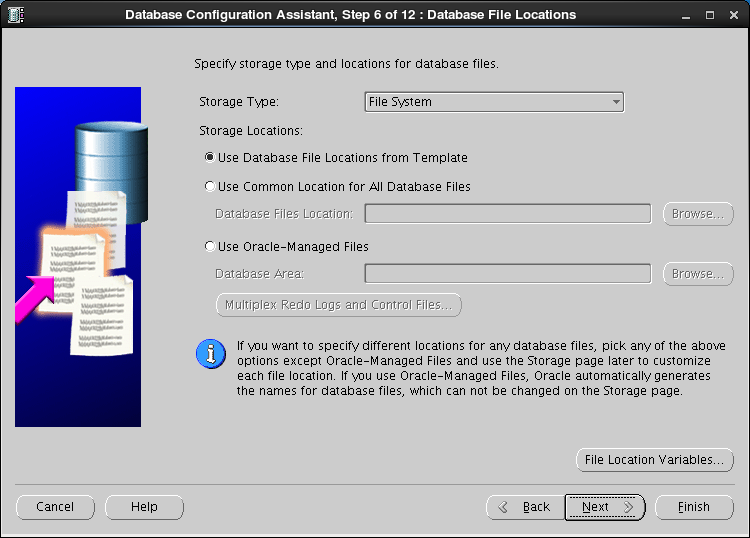 Database Configuration Assistant, Step 6 of 12 : Database File Locations
Specify storage type and locations for database files.
Storage Type: File System
Storage Locations:
Use Database File Locations from Template
Use Common Location for All Database Files
Database Files Location: Browse...
Use Oracle-Managed Files
Database Area: Browse...
Multiplex Redo Logs and Control Files...
If you want to specify different locations for any database files, pick any of the above
options except Oracle-Managed Files and use the Storage page later to customize
each file location. If you use Oracle-Managed Files, Oracle automatically generates
the names for database files, which can not be changed on the Storage page.
File Location Variables...
Cancel Help Back Next Finish